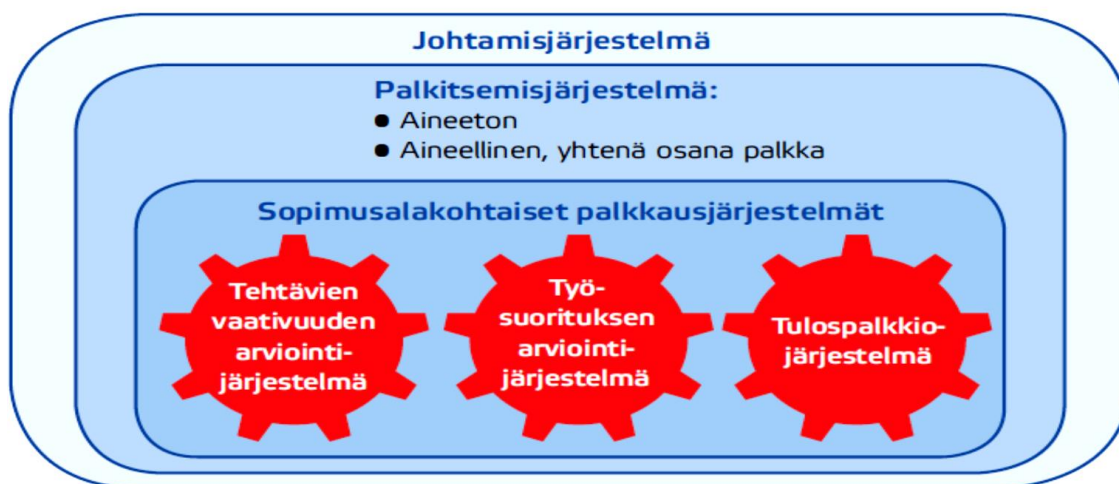 Johtamisjärjestelmä
Palkitsemisjärjestelmä:
● Aineeton
● Aineellinen, yhtenä osana palkka
Sopimusalakohtaiset palkkausjärjestelmät
Tehtävien
vaativuuden
arviointi-
järjestelmä
Työ-
suorituksen
arviointi-
järjestelmä
Tulospalkkio-
järjestelmä